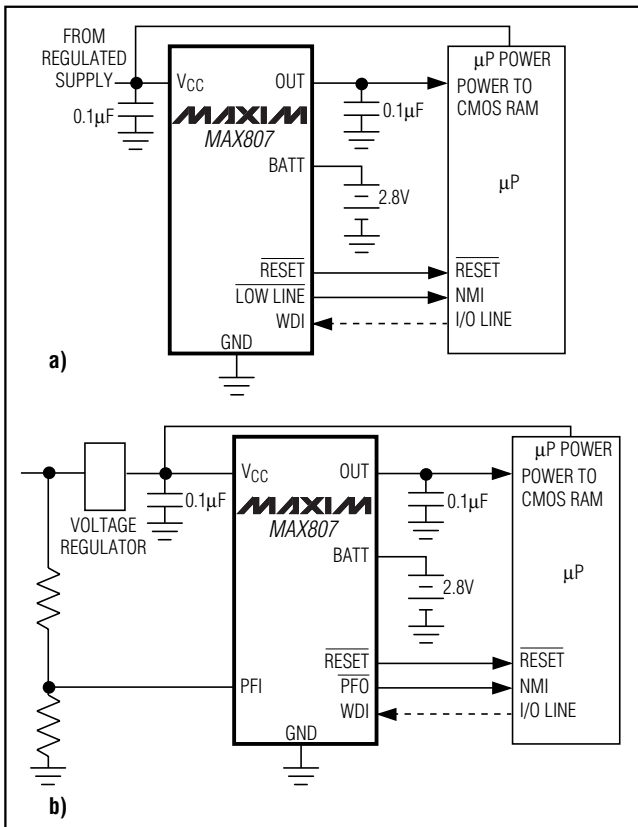 FROM
REGULATED
SUPPLY
0.1µF
VCC
OUT
MAXIM
MAX807
BATT
0.1µF
2.8V
RESET
LOW LINE
WDI
GND
µP POWER
POWER TO
CMOS RAM
µP
RESET
NMI
I/O LINE
a)
VOLTAGE
REGULATOR
0.1µF
VCC
OUT
MAXIM
MAX807
BATT
0.1µF
2.8V
PFI
RESET
PFO
WDI
GND
µP POWER
POWER TO
CMOS RAM
µP
RESET
NMI
I/O LINE
b)